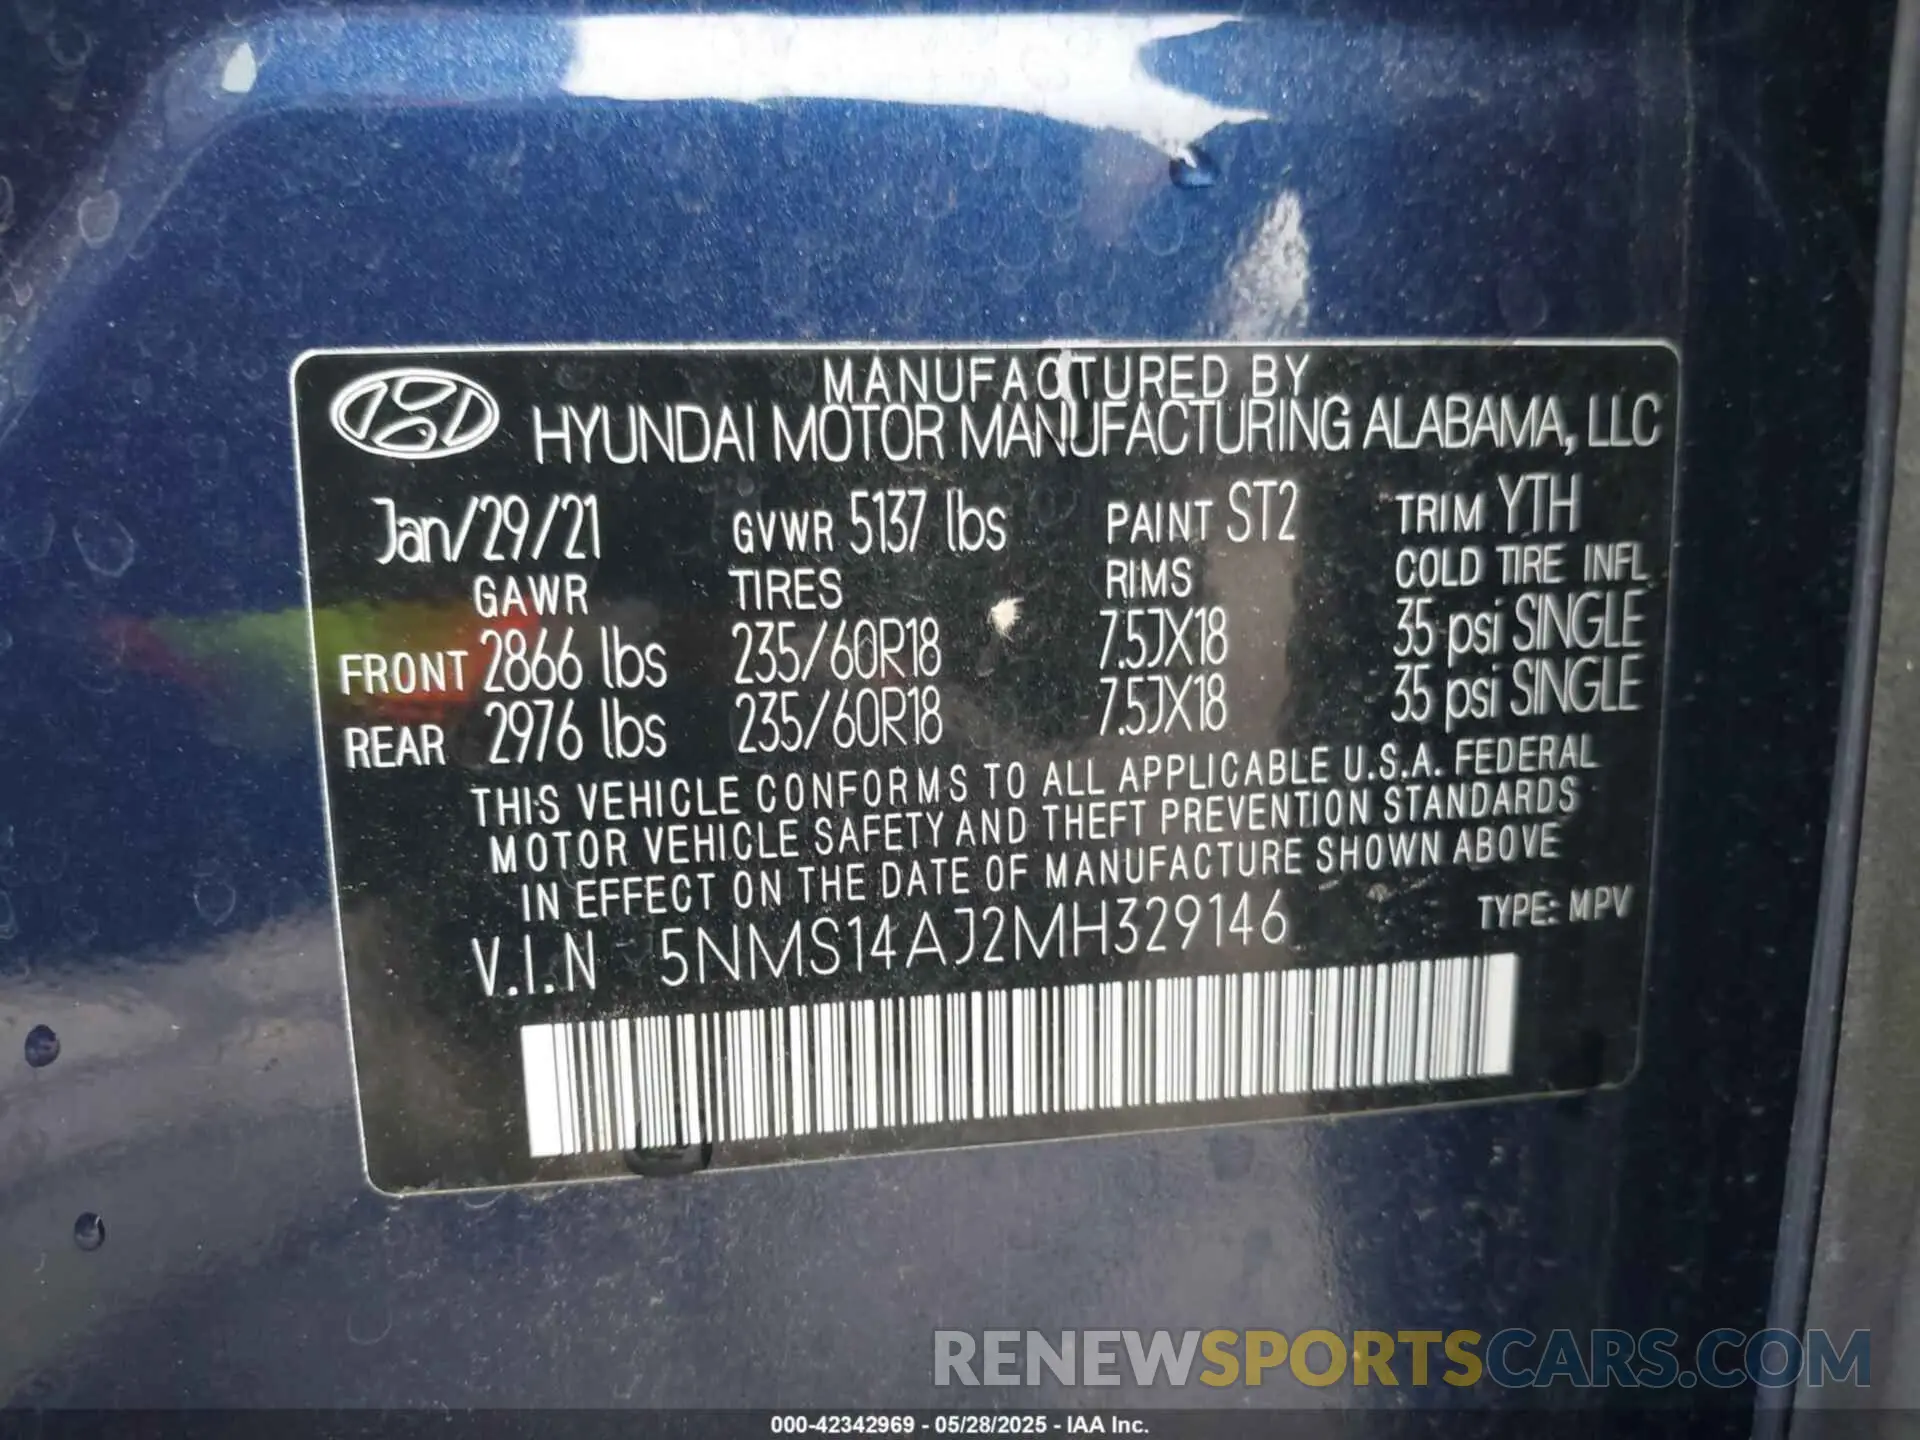 MANUFACTURED BY
HYUNDAI MOTOR MANUFACTURING ALABAMA, LLC
Jan/29/21 GVWR 5137 lbs PAINT ST2 TRIM YTH
GAWR TIRES RIMS COLD TIRE INFL
FRONT 2866 lbs 235/60R18 7.5JX18 35 psi SINGLE
REAR 2976 lbs 235/60R18 7.5JX18 35 psi SINGLE
THIS VEHICLE CONFORMS TO ALL APPLICABLE U.S.A. FEDERAL
MOTOR VEHICLE SAFETY AND THEFT PREVENTION STANDARDS
IN EFFECT ON THE DATE OF MANUFACTURE SHOWN ABOVE
V.I.N 5NMS14AJ2MH329146 TYPE: MPV
RENEWSPORTSCARS.COM
000-42342969 - 05/28/2025 - IAA Inc.